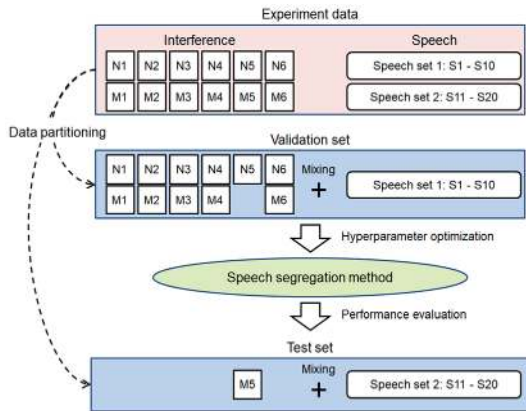 Experiment data
Interference Speech
N1 N2 N3 N4 N5 N6 Speech set 1: S1 - S10
M1 M2 M3 M4 M5 M6 Speech set 2: S11 - S20
Data partitioning
Validation set
N1 N2 N3 N4 N5 N6 Mixing
M1 M2 M3 M4 M6 + Speech set 1: S1 - S10
Hyperparameter optimization
Speech segregation method
Performance evaluation
Test set
Mixing
M5 + Speech set 2: S11 - S20